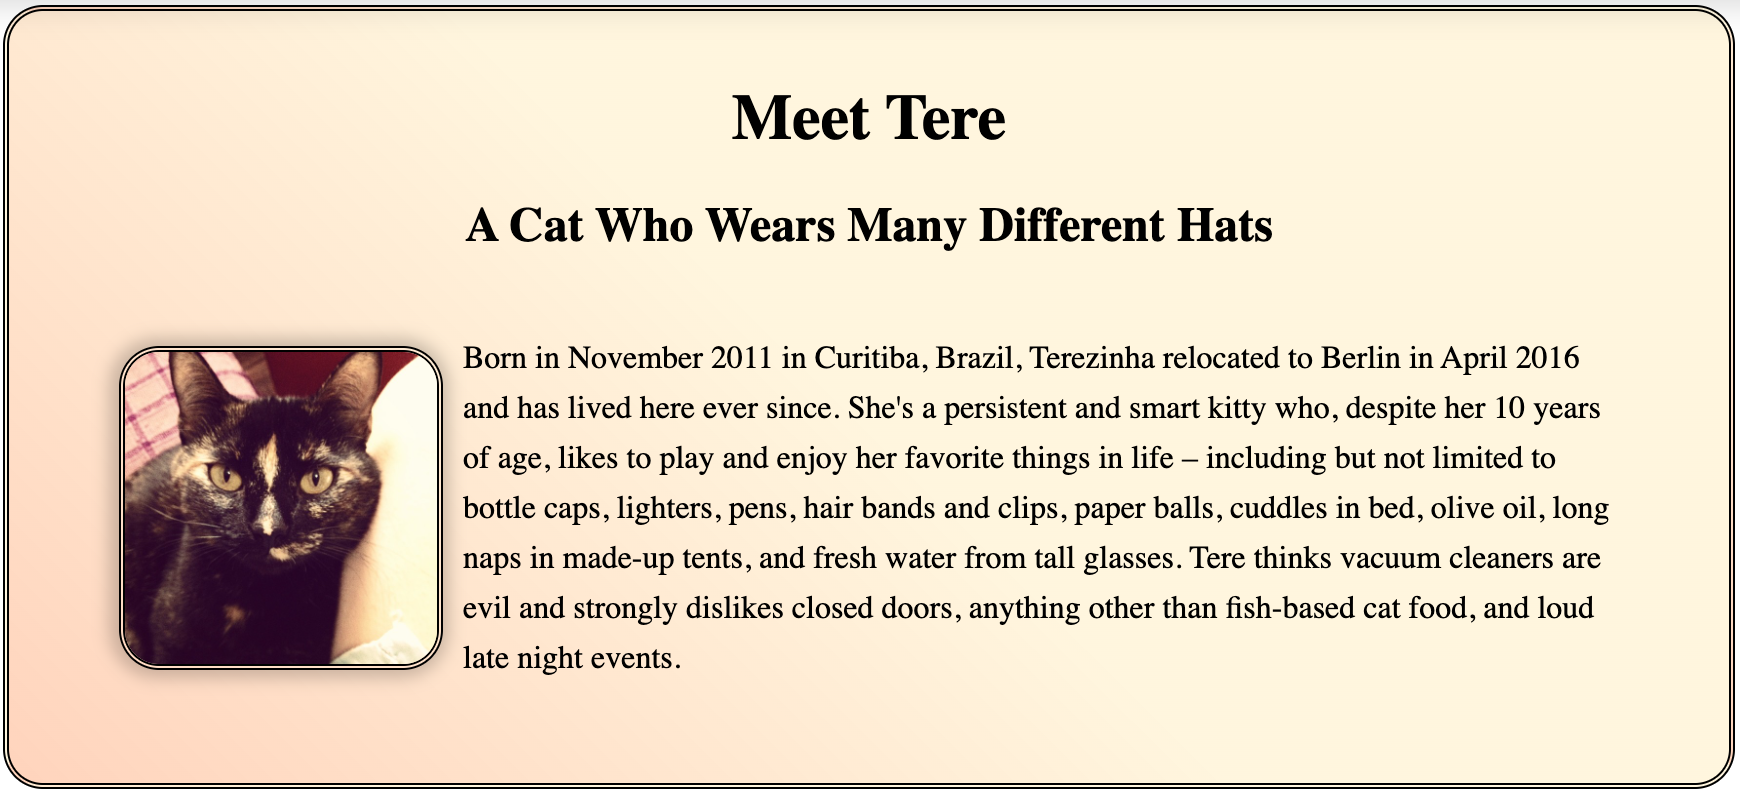 Meet Tere
A Cat Who Wears Many Different Hats
Born in November 2011 in Curitiba, Brazil, Terezinha relocated to Berlin in April 2016
and has lived here ever since. She's a persistent and smart kitty who, despite her 10 years
of age, likes to play and enjoy her favorite things in life – including but not limited to
bottle caps, lighters, pens, hair bands and clips, paper balls, cuddles in bed, olive oil, long
naps in made-up tents, and fresh water from tall glasses. Tere thinks vacuum cleaners are
evil and strongly dislikes closed doors, anything other than fish-based cat food, and loud
late night events.